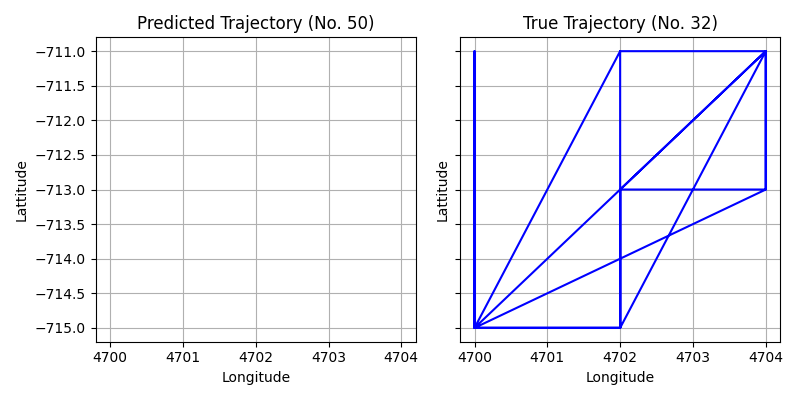 Predicted Trajectory (No. 50)
True Trajectory (No. 32)
Lattitude
−711.0
−711.5
−712.0
−712.5
−713.0
−713.5
−714.0
−714.5
−715.0
4700 4701 4702 4703 4704
Longitude
Lattitude
4700 4701 4702 4703 4704
Longitude